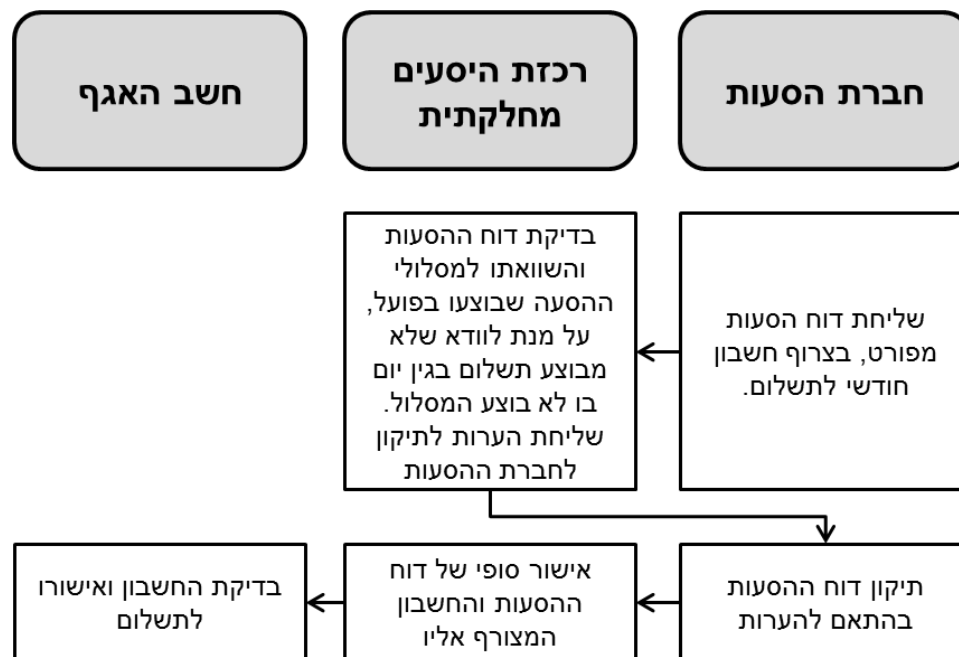 חברת הסעות
רכזת היסעים
מחלקתית
חשב האגף
שליחת דוח הסעות
מפורט, בצרוף חשבון
חודשי לתשלום.
בדיקת דוח ההסעות
והשוואתו למסלולי
ההסעה שבוצעו בפועל,
על מנת לוודא שלא
מבוצע תשלום בגין יום
בו לא בוצע המסלול.
שליחת הערות לתיקון
לחברת ההסעות
תיקון דוח ההסעות
בהתאם להערות
אישור סופי של דוח
ההסעות והחשבון
המצורף אליו
בדיקת החשבון ואישורו
לתשלום